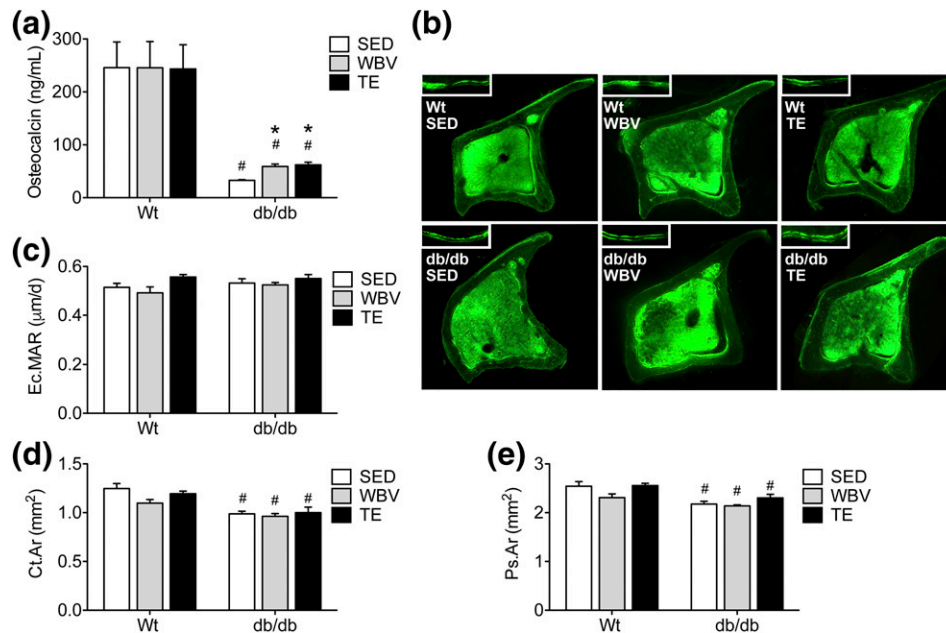 (a)
Osteocalcin (ng/mL)
300
200
100
0
SED
WBV
TE
*
*
#
#
#
Wt
db/db
(b)
Wt
SED
Wt
WBV
Wt
TE
db/db
SED
db/db
WBV
db/db
TE
(c)
Ec.MAR (μm/d)
0.6
0.4
0.2
0.0
SED
WBV
TE
Wt
db/db
(d)
Ct.Ar (mm²)
1.5
1.0
0.5
0.0
SED
WBV
TE
# # #
Wt
db/db
(e)
Ps.Ar (mm²)
3
2
1
0
SED
WBV
TE
# # #
Wt
db/db